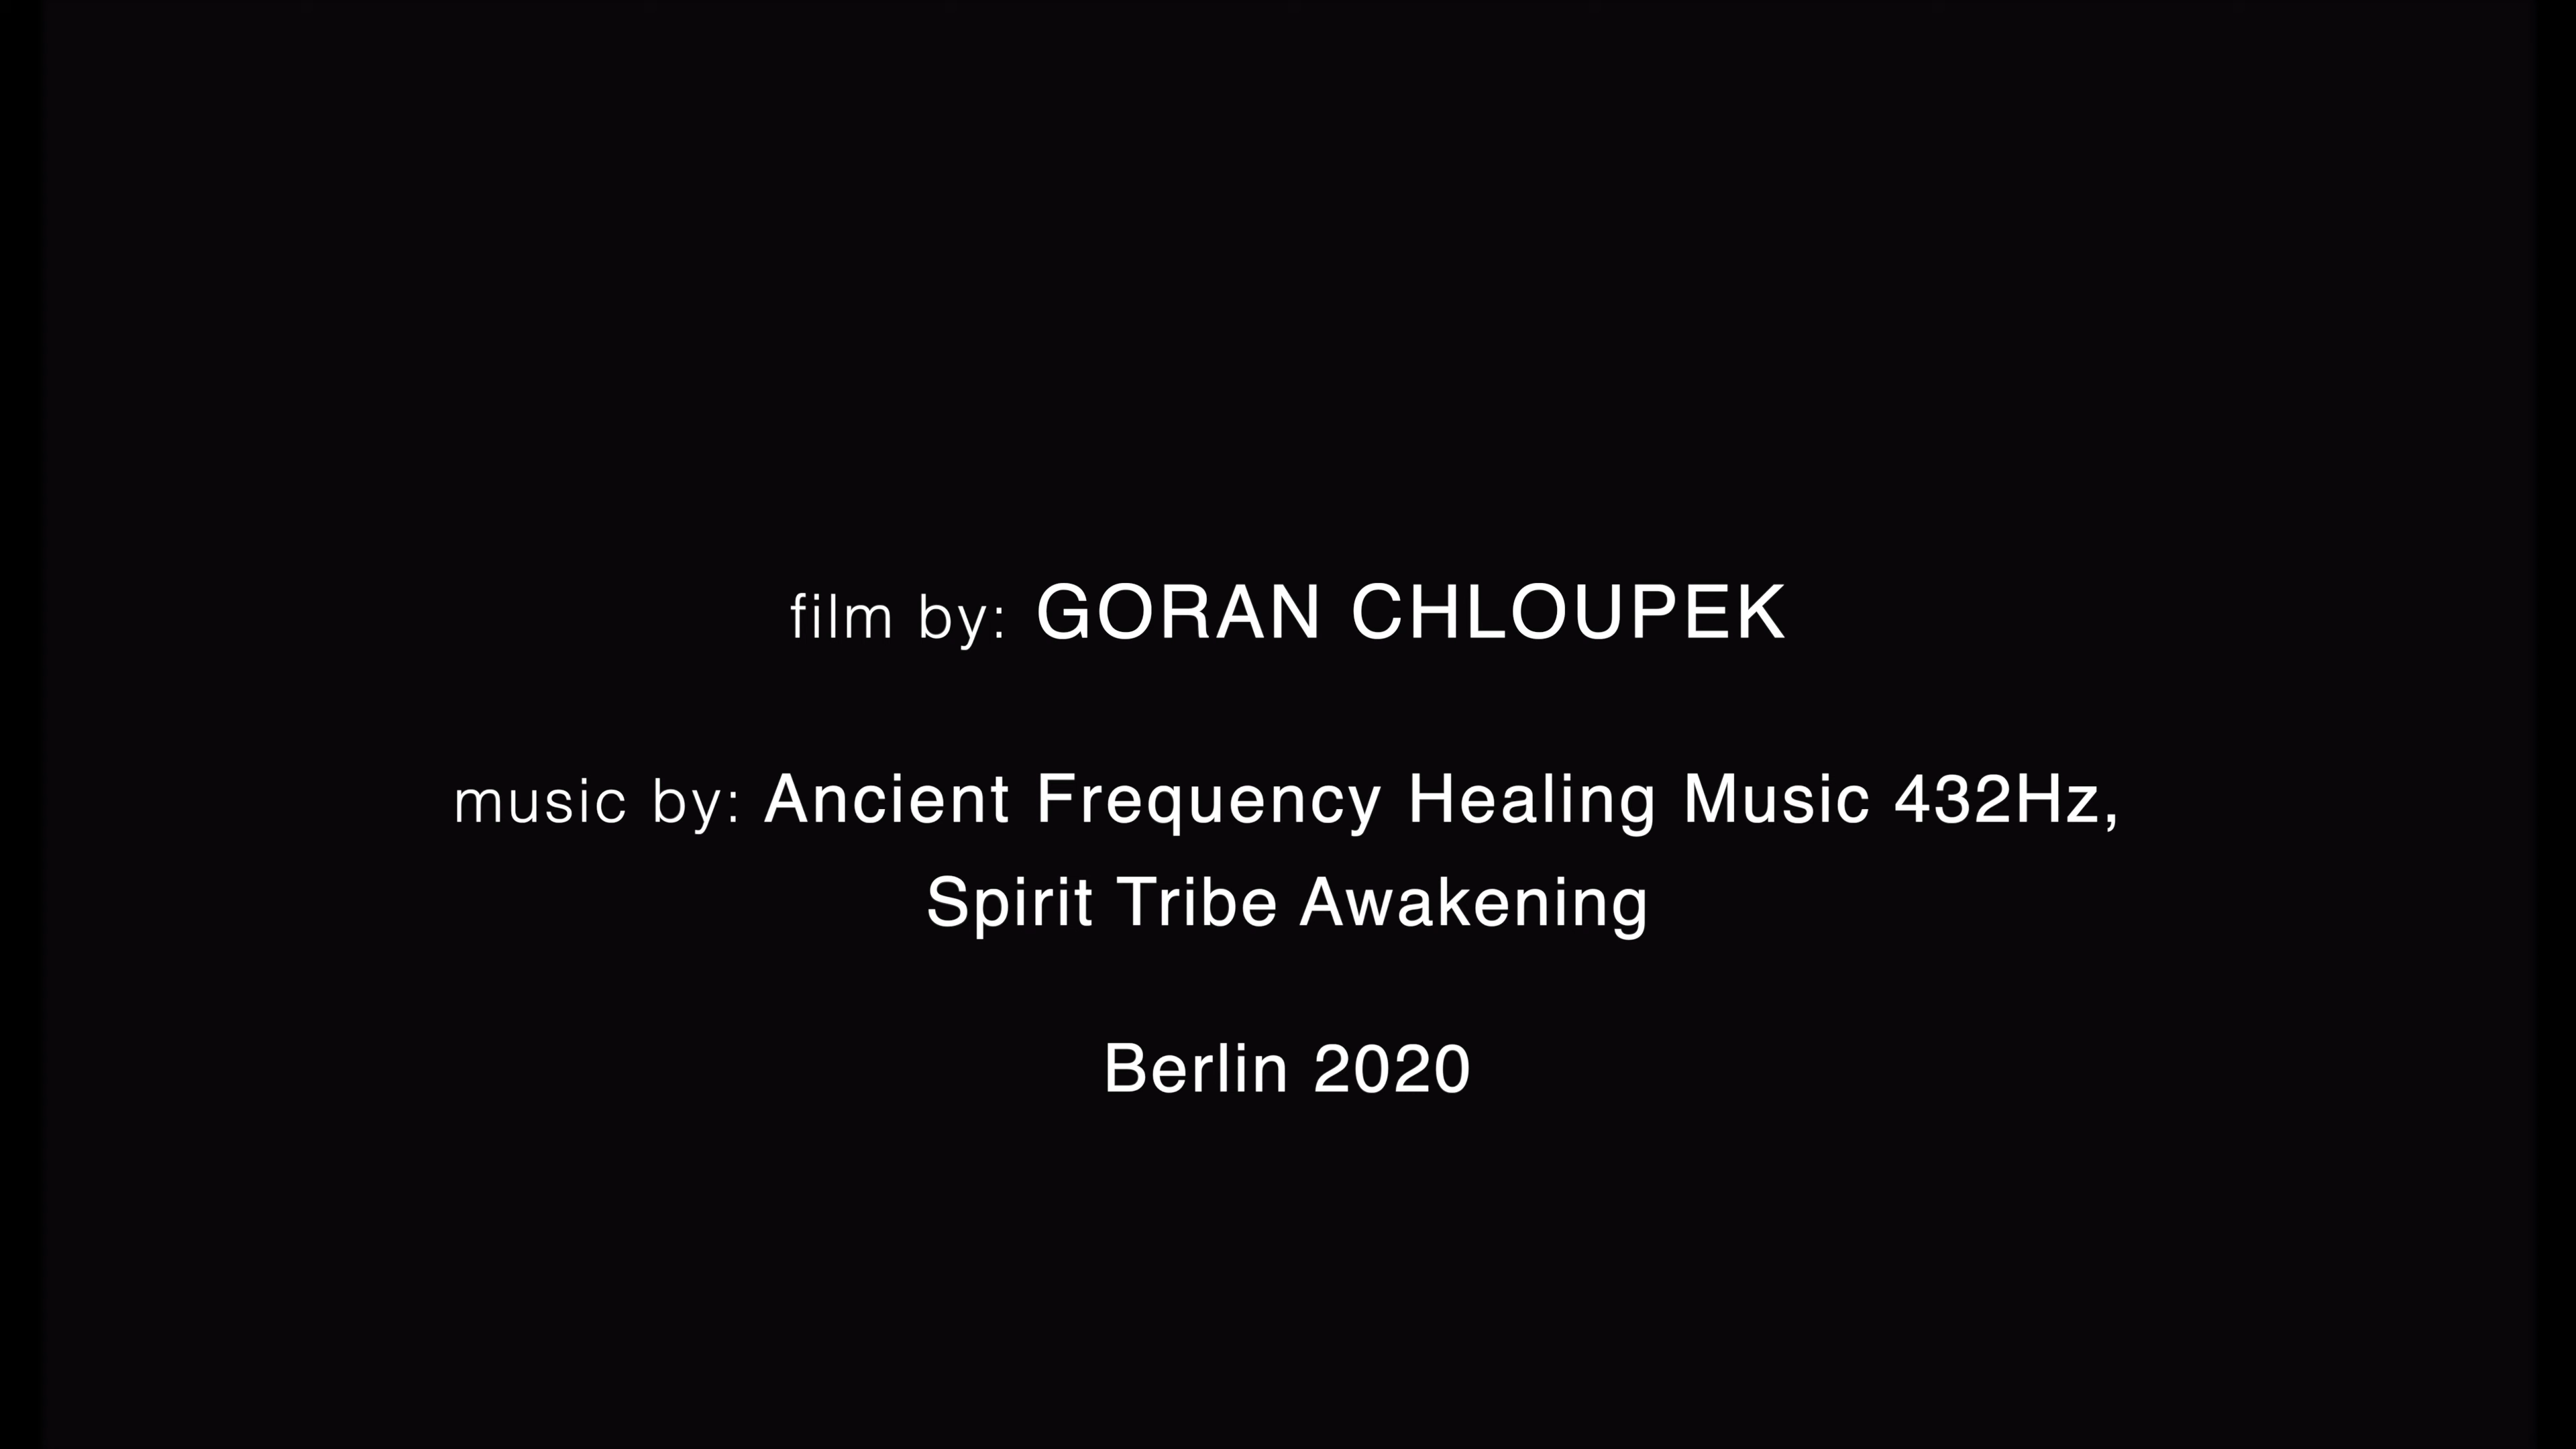 film by: GORAN CHLOUPEK
music by: Ancient Frequency Healing Music 432Hz,
Spirit Tribe Awakening
Berlin 2020